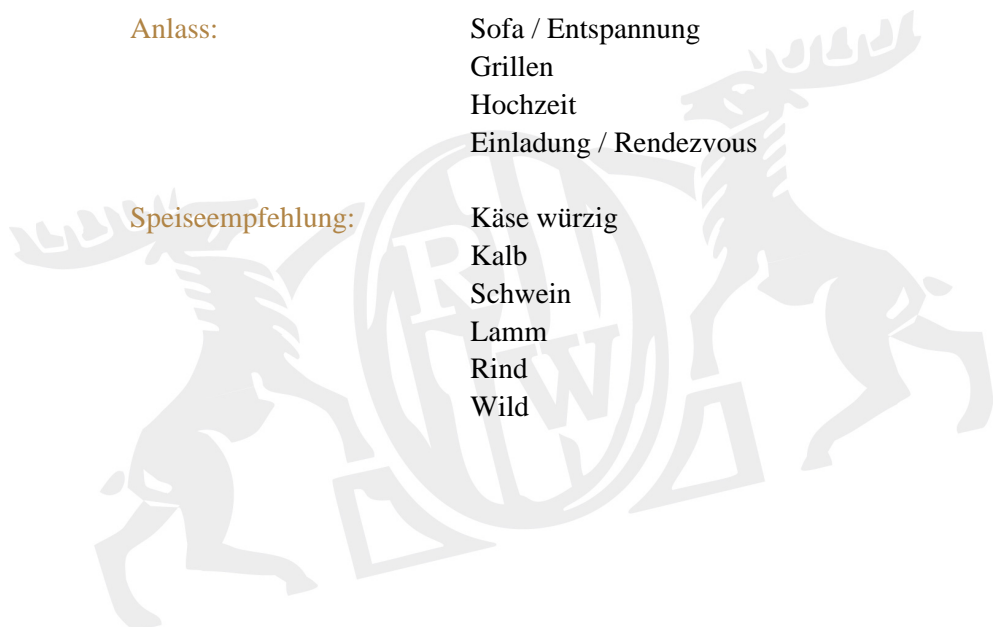 Anlass: Sofa / Entspannung
Grillen
Hochzeit
Einladung / Rendezvous
Speiseempfehlung: Käse würzig
Kalb
Schwein
Lamm
Rind
Wild
R
W